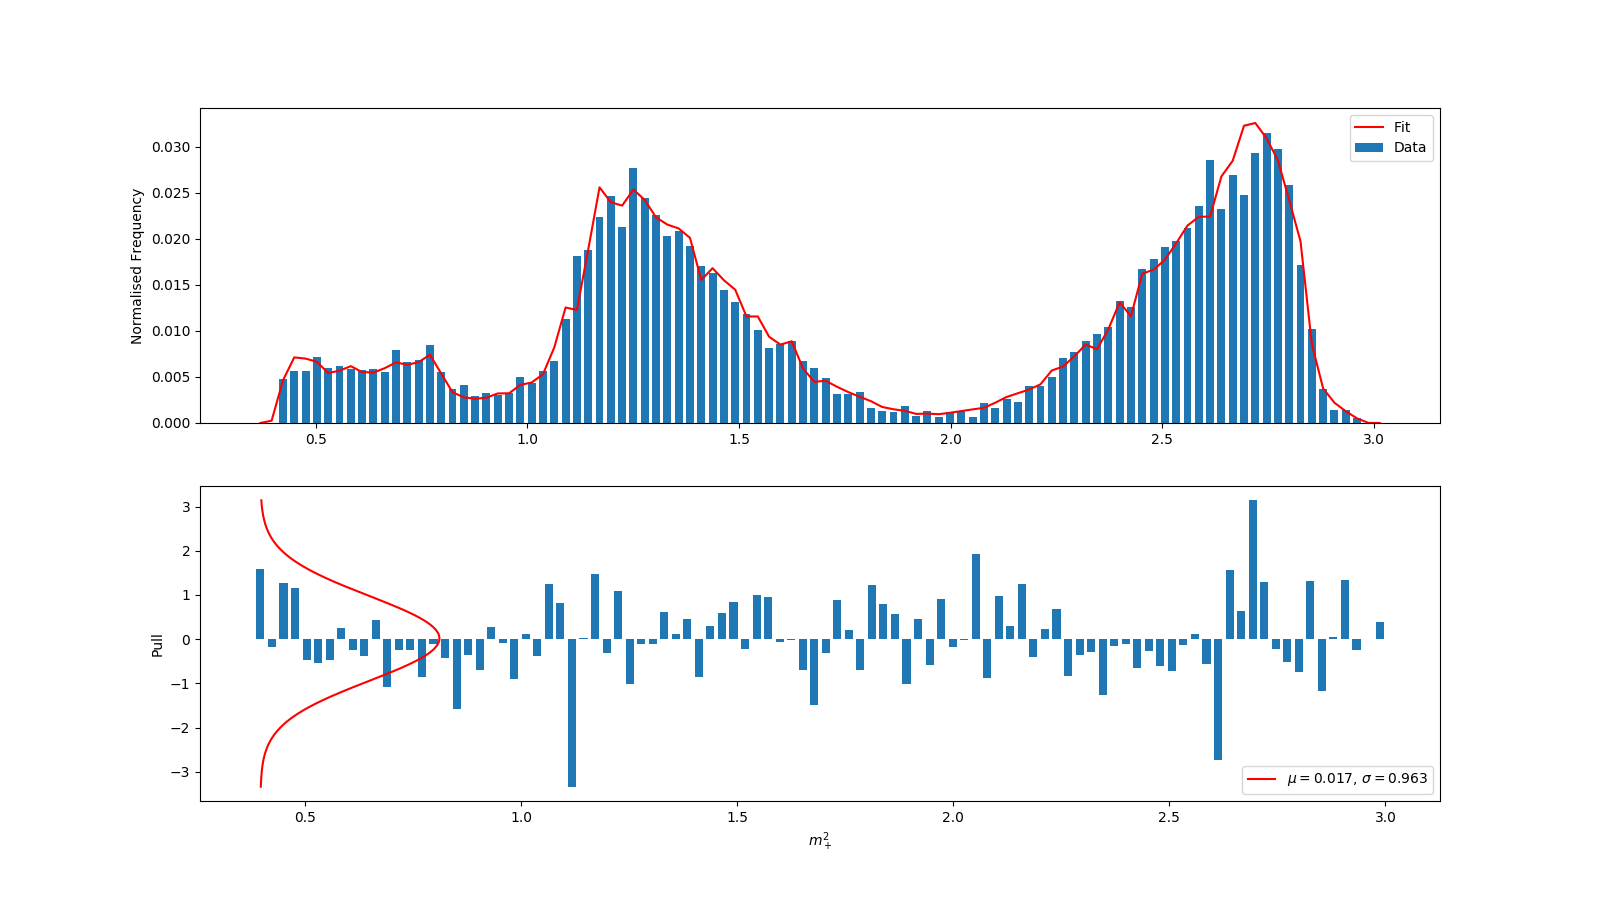 Fit
Data
Normalised Frequency
0.030
0.025
0.020
0.015
0.010
0.005
0.000
0.5 1.0 1.5 2.0 2.5 3.0
Pull
3
2
1
0
−1
−2
−3
μ = 0.017, σ = 0.963
0.5 1.0 1.5 2.0 2.5 3.0
m²₊